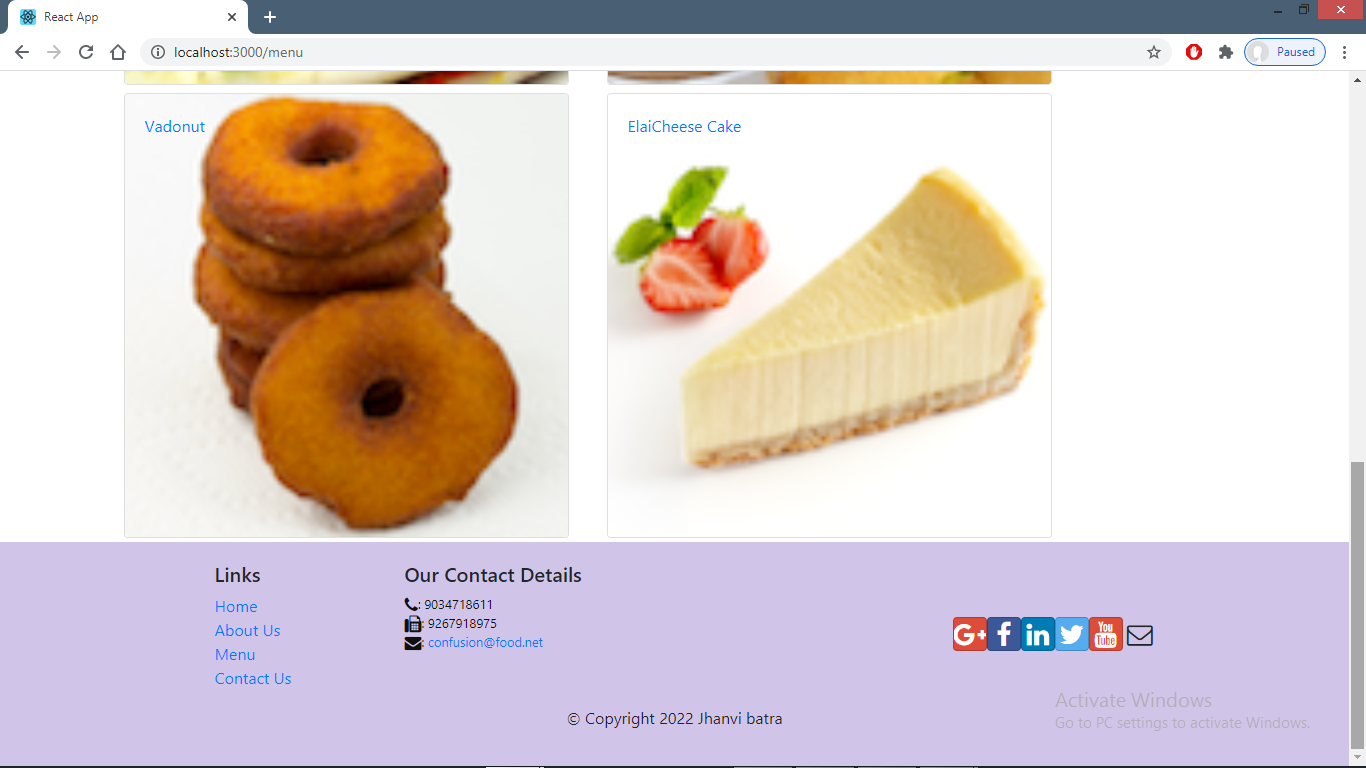 React App
localhost:3000/menu
Paused
Vadonut
ElaiCheese Cake
Links
Home
About Us
Menu
Contact Us
Our Contact Details
: 9034718611
: 9267918975
: confusion@food.net
G+ f in You Tube
© Copyright 2022 Jhanvi batra
Activate Windows
Go to PC settings to activate Windows.